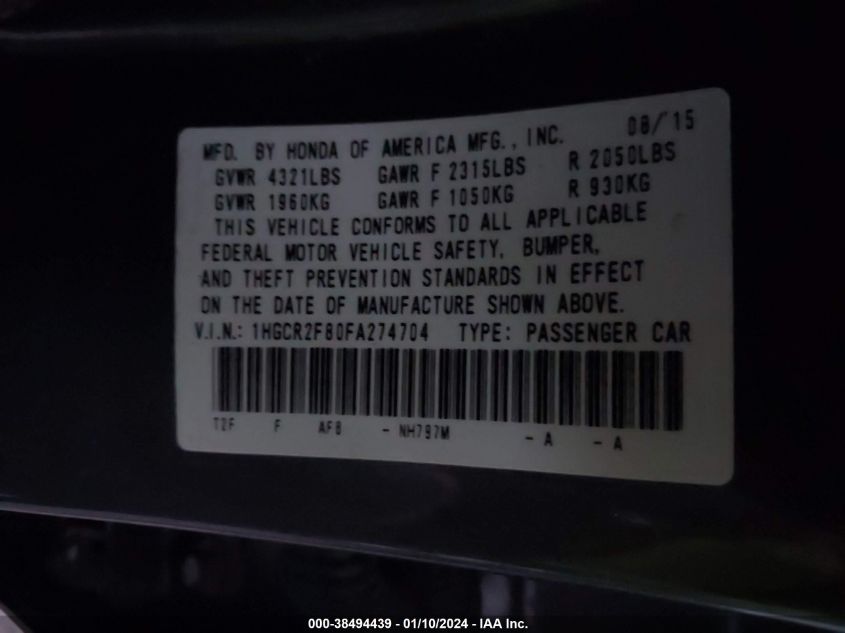 MFD. BY HONDA OF AMERICA MFG., INC. 08/15
GVWR 4321LBS GAWR F 2315LBS R 2050LBS
GVWR 1960KG GAWR F 1050KG R 930KG
THIS VEHICLE CONFORMS TO ALL APPLICABLE
FEDERAL MOTOR VEHICLE SAFETY, BUMPER,
AND THEFT PREVENTION STANDARDS IN EFFECT
ON THE DATE OF MANUFACTURE SHOWN ABOVE.
V.I.N.: 1HGCR2F80FA274704 TYPE: PASSENGER CAR
T2F F AF8 - NH797M - A - A
000-38494439 - 01/10/2024 - IAA Inc.